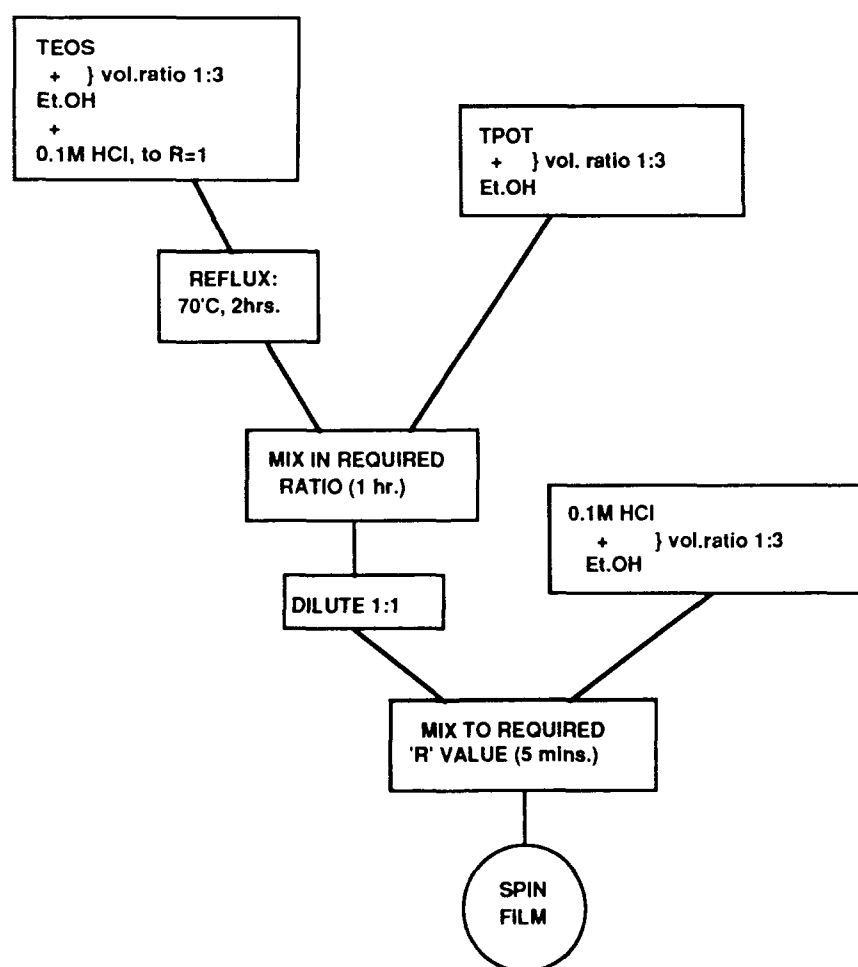 TEOS
+ } vol.ratio 1:3
Et.OH
+
0.1M HCl, to R=1
TPOT
+ } vol. ratio 1:3
Et.OH
REFLUX:
70'C, 2hrs.
MIX IN REQUIRED
RATIO (1 hr.)
0.1M HCl
+ } vol.ratio 1:3
Et.OH
DILUTE 1:1
MIX TO REQUIRED
'R' VALUE (5 mins.)
SPIN
FILM